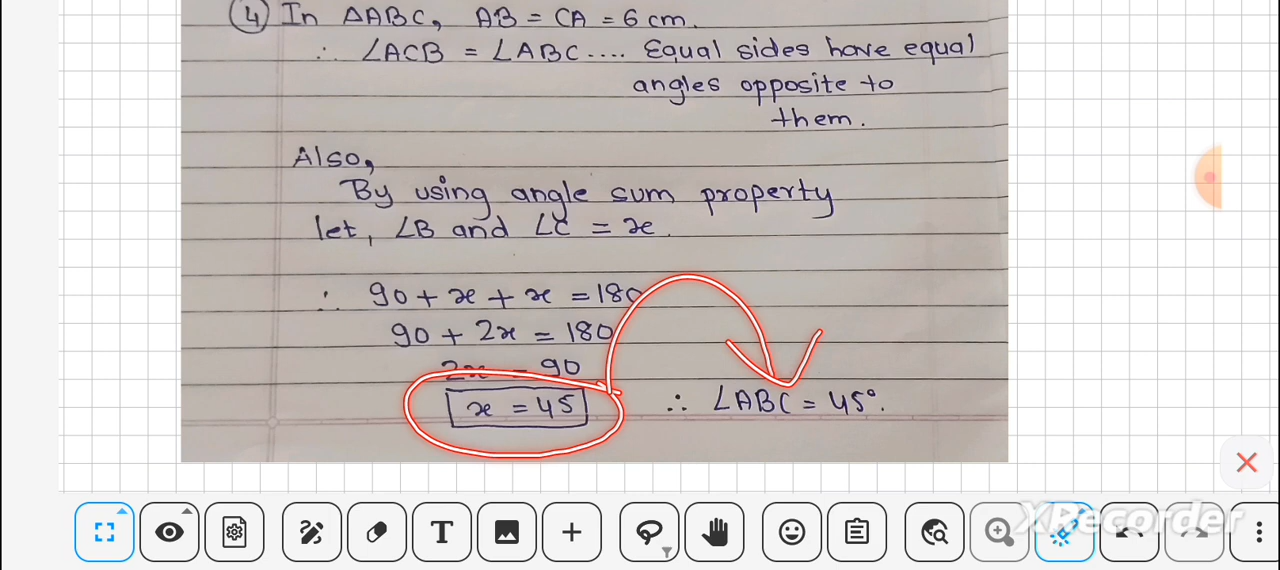 ④ In ΔABC, AB = CA = 6 cm.
∴ ∠ACB = ∠ABC .... Equal sides have equal
angles opposite to
them.
Also,
By using angle sum property
let, ∠B and ∠C = x.
∴ 90 + x + x = 180
90 + 2x = 180
2x = 90
x = 45 ∴ ∠ABC = 45°.
T
XRecorder